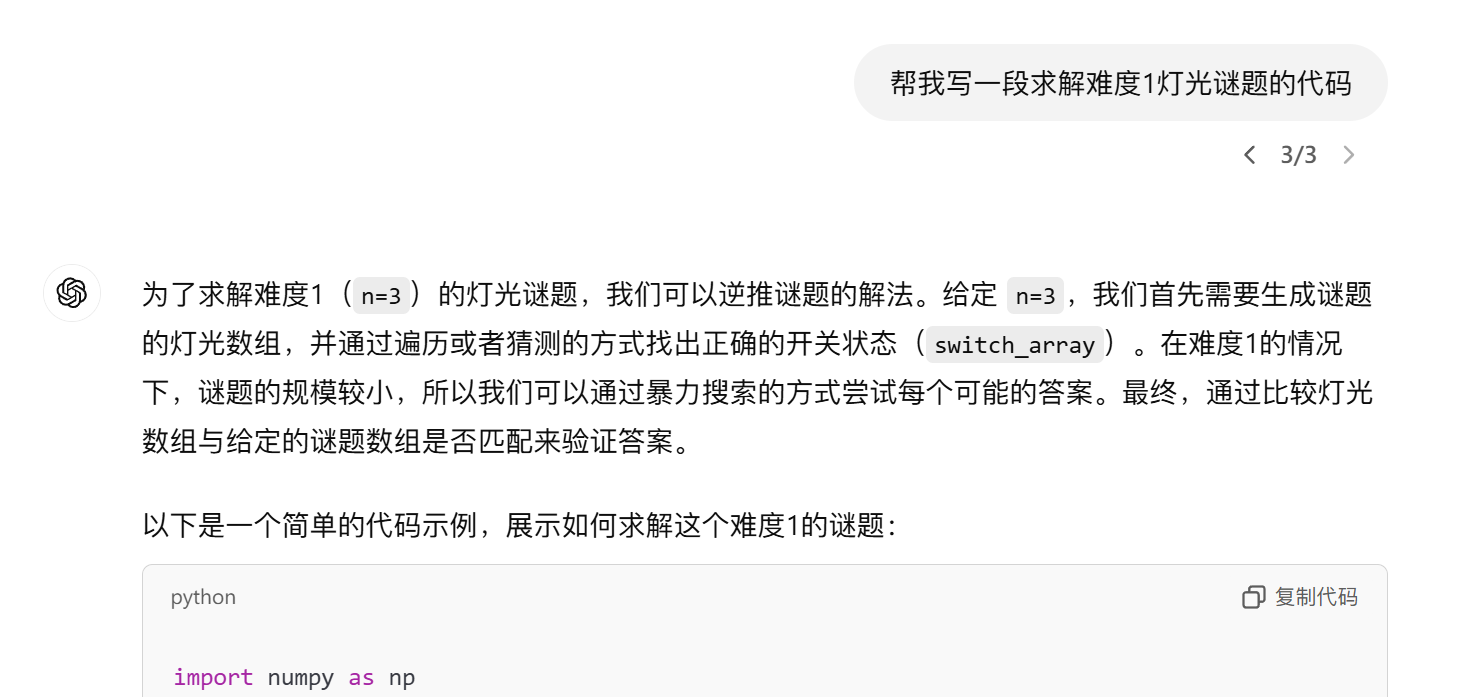 帮我写一段求解难度1灯光谜题的代码
3/3
为了求解难度1（n=3）的灯光谜题，我们可以逆推谜题的解法。给定 n=3，我们首先需要生成谜题
的灯光数组，并通过遍历或者猜测的方式找出正确的开关状态（switch_array）。在难度1的情况
下，谜题的规模较小，所以我们可以通过暴力搜索的方式尝试每个可能的答案。最终，通过比较灯光
数组与给定的谜题数组是否匹配来验证答案。
以下是一个简单的代码示例，展示如何求解这个难度1的谜题：
python 复制代码
import numpy as np